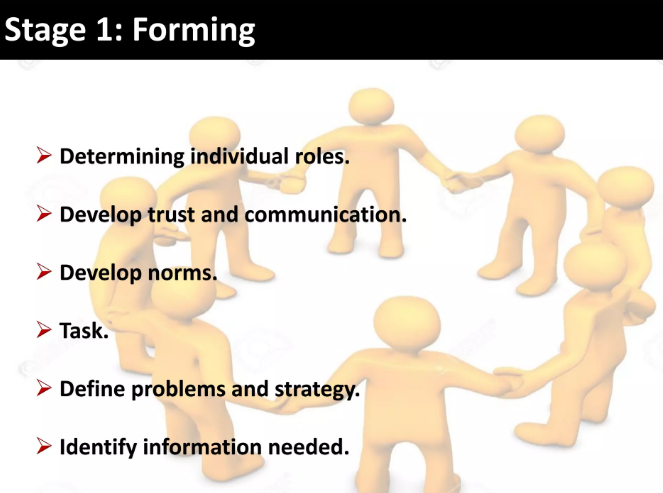 Stage 1: Forming
Determining individual roles.
Develop trust and communication.
Develop norms.
Task.
Define problems and strategy.
Identify information needed.